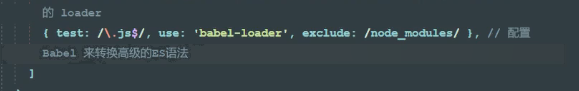 的 loader
{ test: /\.js$/, use: 'babel-loader', exclude: /node_modules/ }, // 配置
Babel 来转换高级的ES语法
]